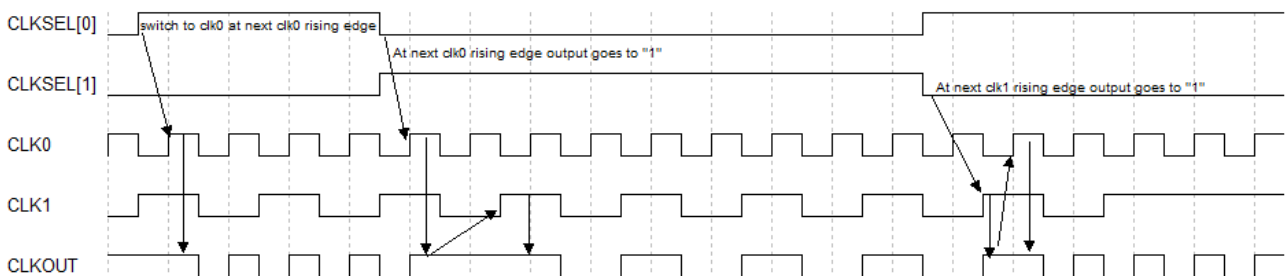 CLKSEL[0]
switch to clk0 at next clk0 rising edge
At next clk0 rising edge output goes to "1"
CLKSEL[1]
At next clk1 rising edge output goes to "1"
CLK0
CLK1
CLKOUT